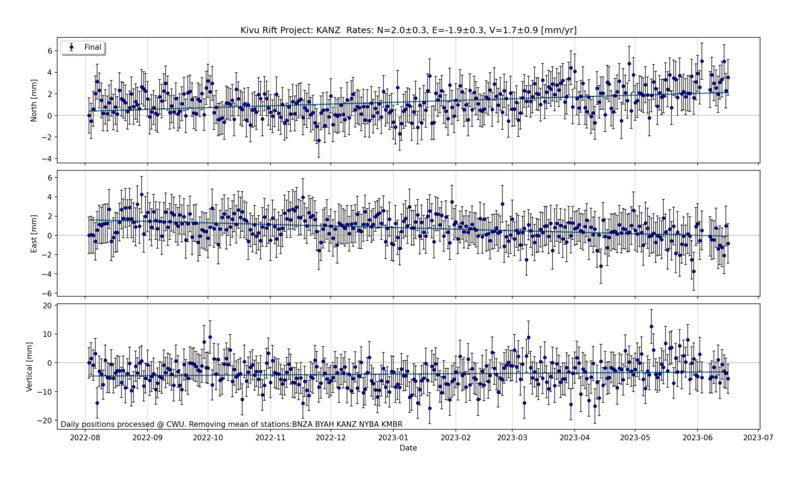 Kivu Rift Project: KANZ  Rates: N=2.0±0.3, E=-1.9±0.3, V=1.7±0.9 [mm/yr]
Final
North [mm]
6
4
2
0
−2
−4
East [mm]
6
4
2
0
−2
−4
−6
Vertical [mm]
20
10
0
−10
−20
Daily positions processed @ CWU. Removing mean of stations:BNZA BYAH KANZ NYBA KMBR
2022-08 2022-09 2022-10 2022-11 2022-12 2023-01 2023-02 2023-03 2023-04 2023-05 2023-06 2023-07
Date